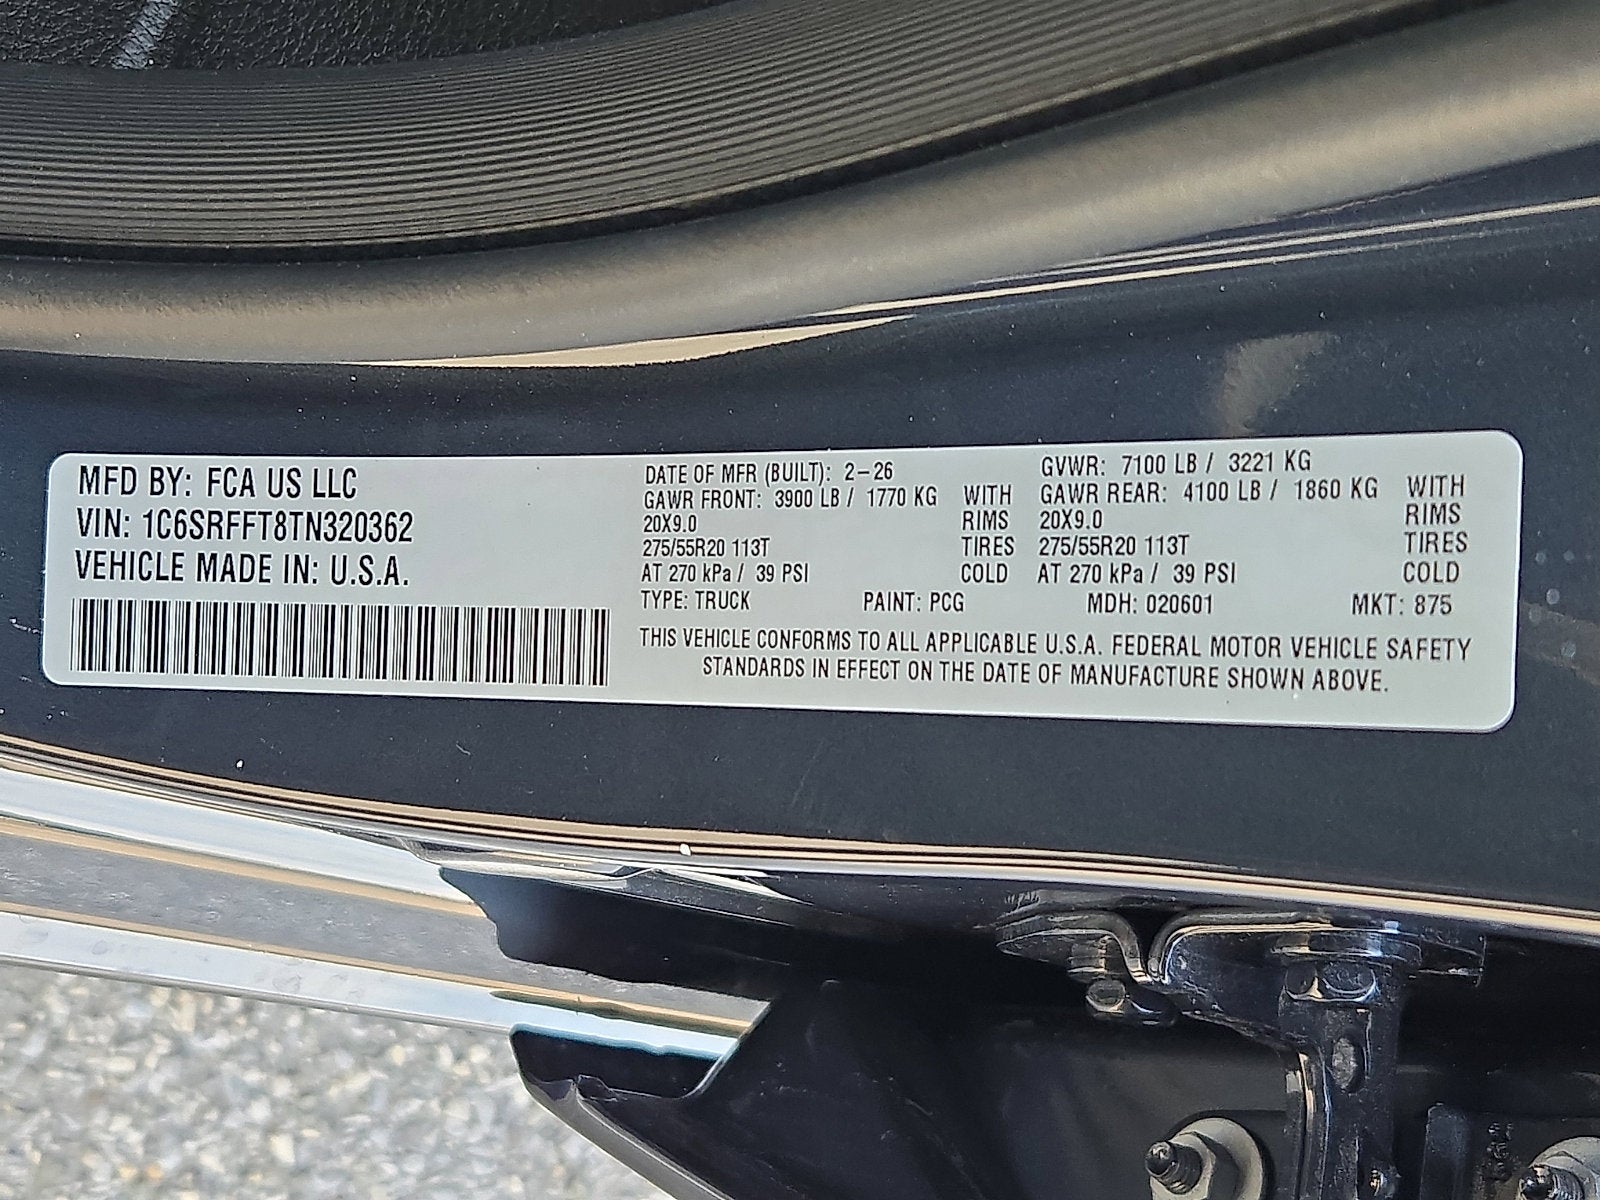 MFD BY: FCA US LLC
VIN: 1C6SRFFT8TN320362
VEHICLE MADE IN: U.S.A.
DATE OF MFR (BUILT): 2-26
GVWR: 7100 LB / 3221 KG
GAWR FRONT: 3900 LB / 1770 KG WITH
20X9.0 RIMS
275/55R20 113T TIRES
AT 270 kPa / 39 PSI COLD
GAWR REAR: 4100 LB / 1860 KG WITH
20X9.0 RIMS
275/55R20 113T TIRES
AT 270 kPa / 39 PSI COLD
TYPE: TRUCK PAINT: PCG MDH: 020601 MKT: 875
THIS VEHICLE CONFORMS TO ALL APPLICABLE U.S.A. FEDERAL MOTOR VEHICLE SAFETY
STANDARDS IN EFFECT ON THE DATE OF MANUFACTURE SHOWN ABOVE.